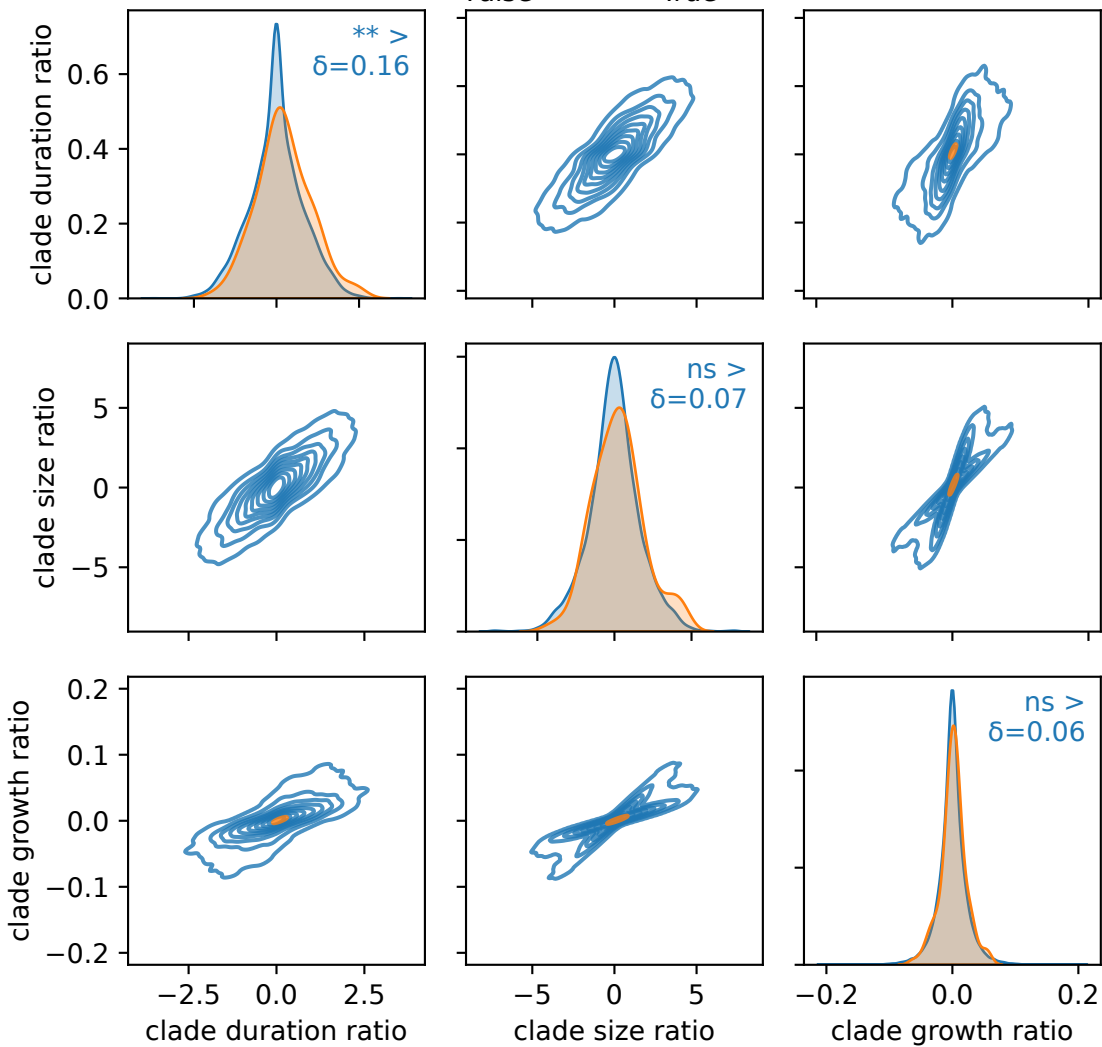 clade duration ratio
0.6
0.4
0.2
0.0
** >
δ=0.16
clade size ratio
5
0
−5
ns >
δ=0.07
clade growth ratio
0.2
0.1
0.0
−0.1
−0.2
ns >
δ=0.06
−2.5 0.0 2.5
−5 0 5
−0.2 0.0 0.2
clade duration ratio
clade size ratio
clade growth ratio